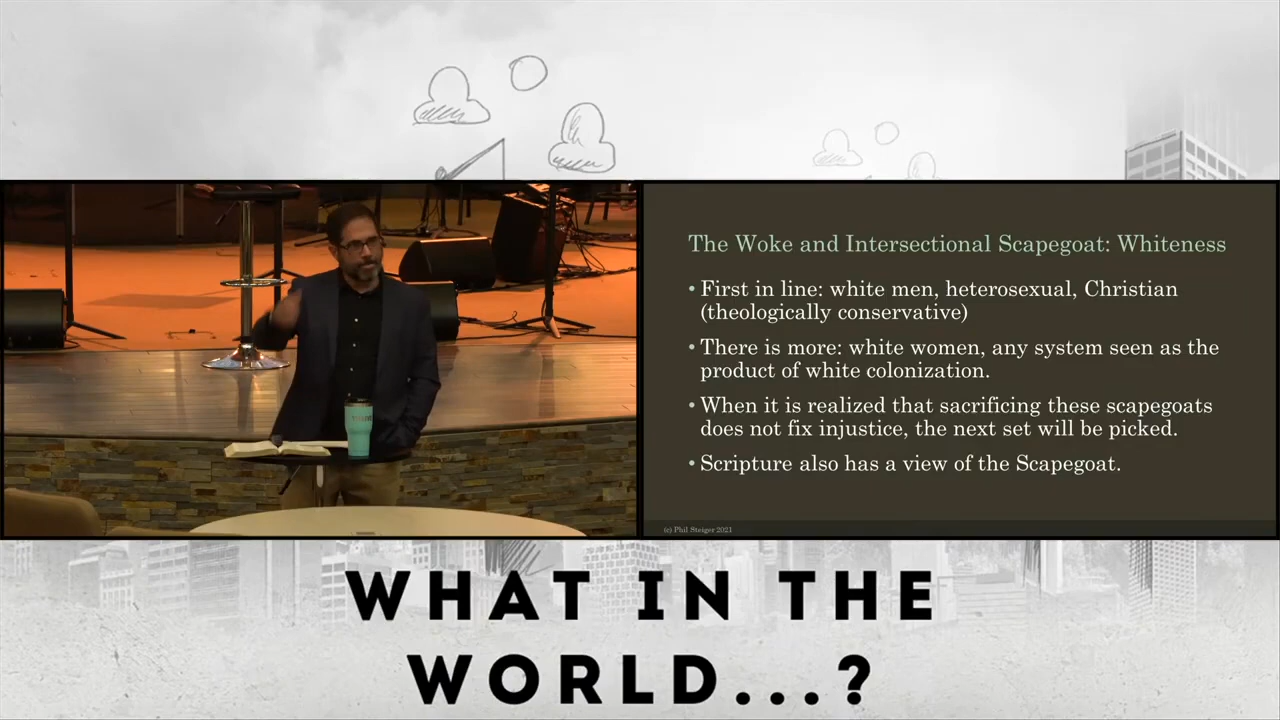 The Woke and Intersectional Scapegoat: Whiteness
• First in line: white men, heterosexual, Christian
(theologically conservative)
• There is more: white women, any system seen as the
product of white colonization.
• When it is realized that sacrificing these scapegoats
does not fix injustice, the next set will be picked.
• Scripture also has a view of the Scapegoat.
(c) Phil Steiger 2021
WHAT IN THE
WORLD...?